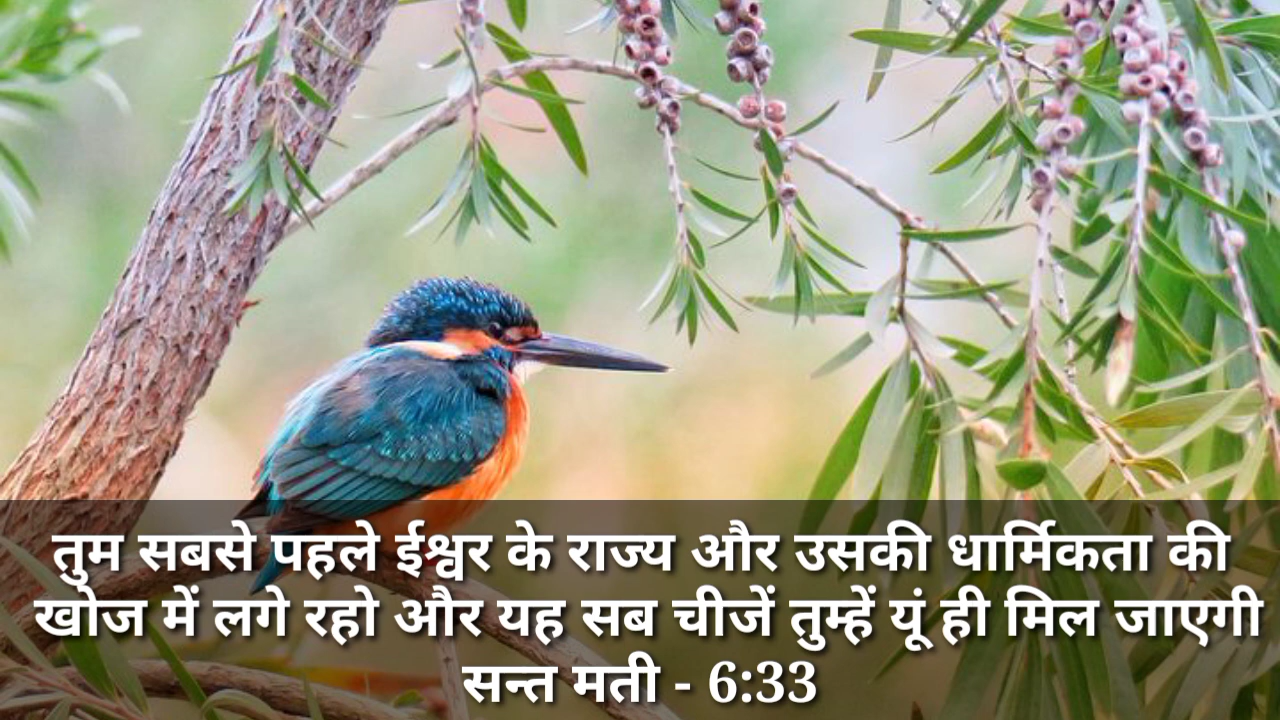 तुम सबसे पहले ईश्वर के राज्य और उसकी धार्मिकता की
खोज में लगे रहो और यह सब चीजें तुम्हें यूं ही मिल जाएगी
सन्त मती - 6:33